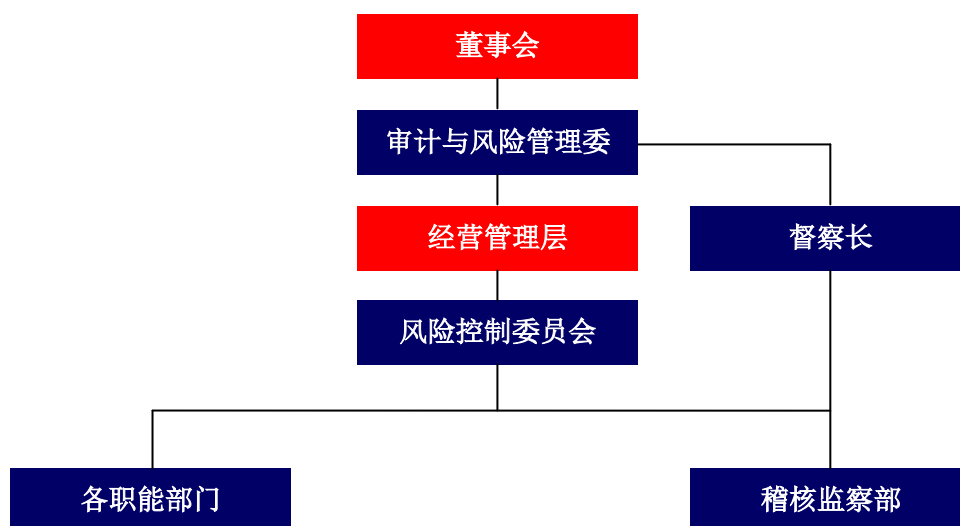 董事会
审计与风险管理委
经营管理层
督察长
风险控制委员会
各职能部门
稽核监察部